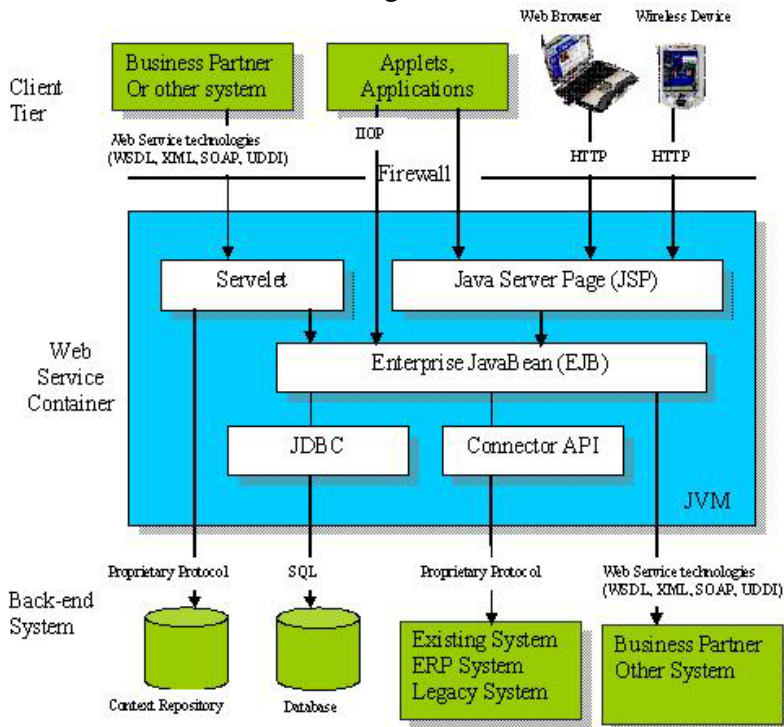 Web Browser
Wireless Device
Client
Tier
Business Partner
Or other system
Applets,
Applications
Web Service technologies
(WSDL, XML, SOAP, UDDI)
IIOP
HTTP
HTTP
Firewall
Servelet
Java Server Page (JSP)
Web
Service
Container
Enterprise JavaBean (EJB)
JDBC
Connector API
JVM
Proprietary Protocol
SQL
Proprietary Protocol
Web Service technologies
(WSDL, XML, SOAP, UDDI)
Back-end
System
Existing System
ERP System
Legacy System
Business Partner
Other System
Context Repository
Database